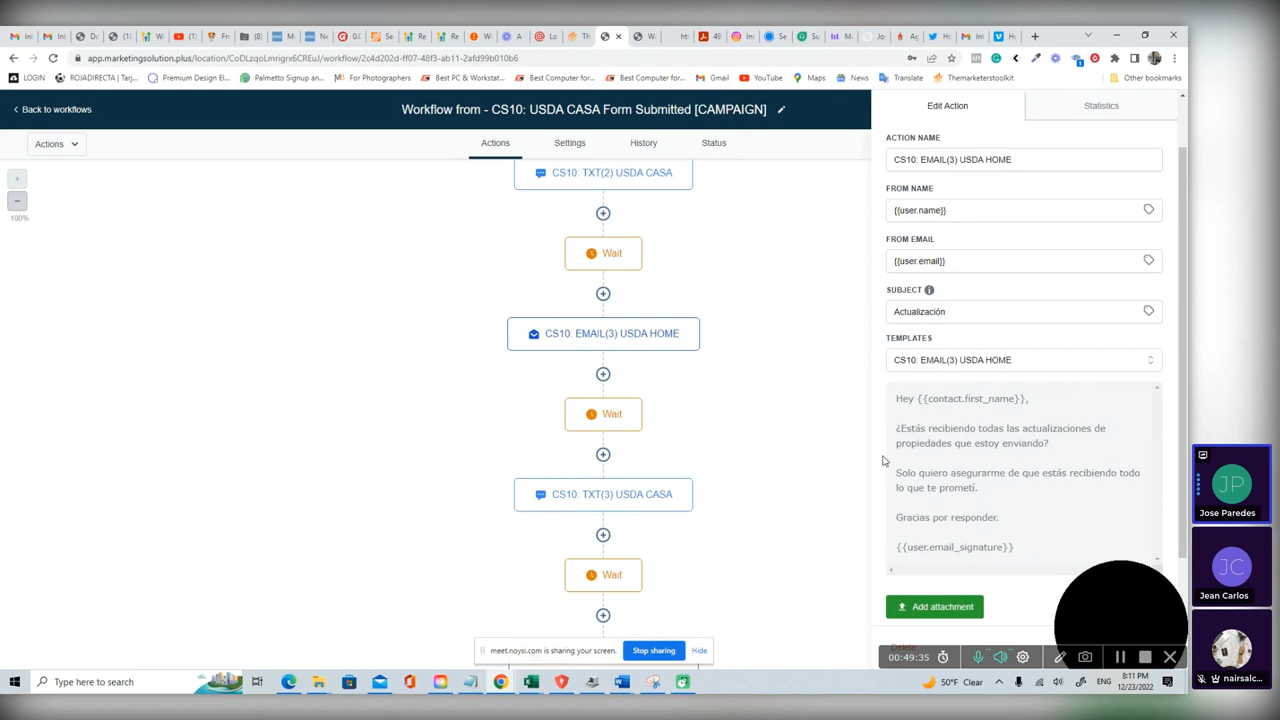 app.marketingsolution.plus/location/CoDLzqoLmrigrx6CREuJ/workflow/2c4d202d-ff07-48f5-ab11-2afd99b010b6
LOGIN
ROJADIRECTA | Tarj...
Premium Design El...
Palmetto Signup an...
For Photographers
Best PC & Workstat...
Best Computer for...
Best Computer for...
Gmail
YouTube
Maps
News
Translate
Themarketerstoolkit
Other bookmarks
Back to workflows
Workflow from - CS10: USDA CASA Form Submitted [CAMPAIGN]
Actions
Actions
Settings
History
Status
100%
CS10: TXT(2) USDA CASA
Wait
CS10: EMAIL(3) USDA HOME
Wait
CS10: TXT(3) USDA CASA
Wait
Edit Action
Statistics
ACTION NAME
CS10: EMAIL(3) USDA HOME
FROM NAME
{{user.name}}
FROM EMAIL
{{user.email}}
SUBJECT
Actualización
TEMPLATES
CS10: EMAIL(3) USDA HOME
Hey {{contact.first_name}},
¿Estás recibiendo todas las actualizaciones de
propiedades que estoy enviando?
Solo quiero asegurarme de que estás recibiendo todo
lo que te prometí.
Gracias por responder.
{{user.email_signature}}
Add attachment
Delete
meet.noysi.com is sharing your screen.
Stop sharing
Hide
00:49:35
JP
Jose Paredes
JC
Jean Carlos
nairsalc...
Type here to search
50°F Clear
ENG
8:11 PM
12/23/2022